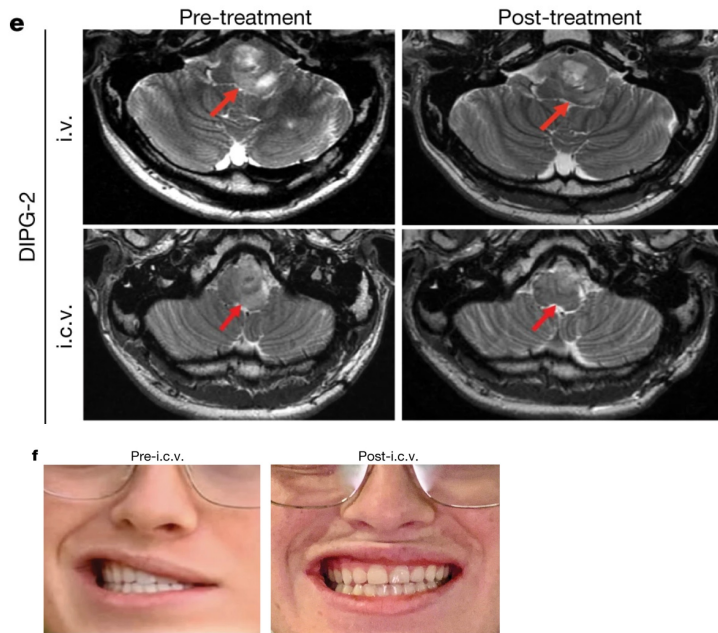 e
Pre-treatment
Post-treatment
DIPG-2
i.v.
i.c.v.
f
Pre-i.c.v.
Post-i.c.v.